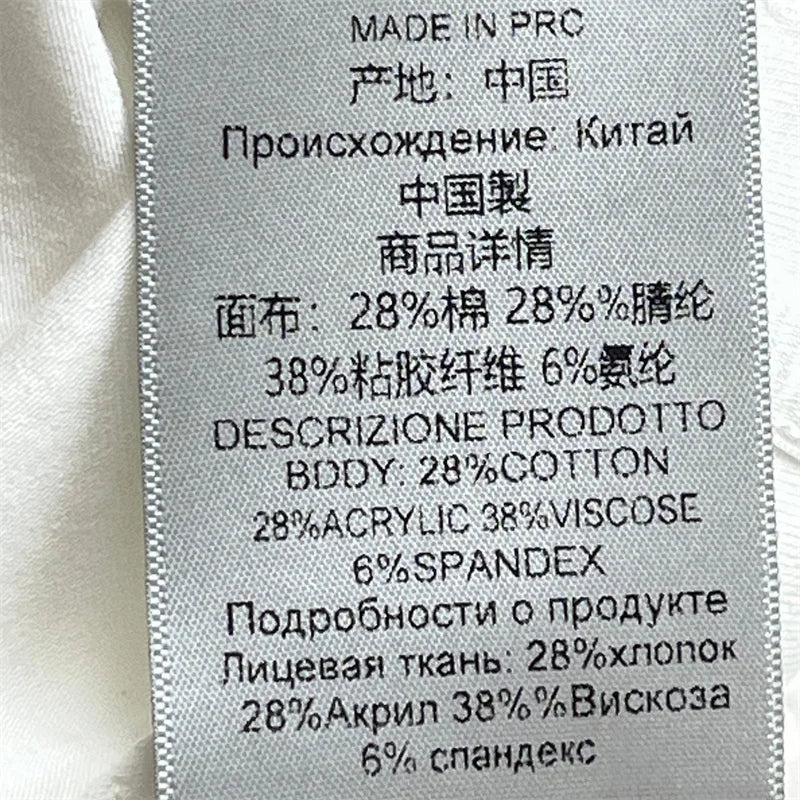 MADE IN PRC
产地：中国
Происхождение: Китай
中国製
商品详情
面布：28%棉 28%%腈纶
38%粘胶纤维 6%氨纶
DESCRIZIONE PRODOTTO
BODY: 28%COTTON
28%ACRYLIC 38%VISCOSE
6%SPANDEX
Подробности о продукте
Лицевая ткань: 28%хлопок
28%Акрил 38%%Вискоза
6% спандекс